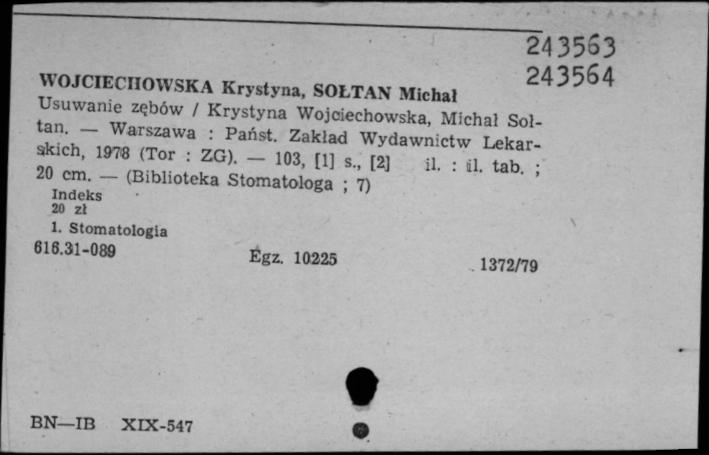 243563
243564
WOJCIECHOWSKA Krystyna, SOŁTAN Michał
Usuwanie zębów / Krystyna Wojciechowska, Michał Soł-
tan. — Warszawa : Państ. Zakład Wydawnictw Lekar-
skich, 1978 (Tor : ZG). — 103, [1] s., [2] il. : il. tab. ;
20 cm. — (Biblioteka Stomatologa ; 7)
Indeks
20 zł
1. Stomatologia
616.31-089 Egz. 10225 1372/79
BN—IB XIX-547